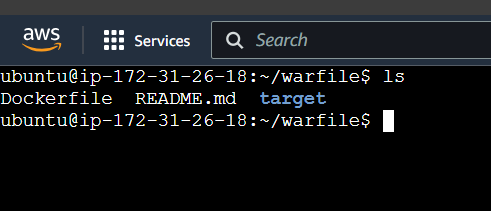 aws Services Search
ubuntu@ip-172-31-26-18:~/warfile$ ls
Dockerfile README.md target
ubuntu@ip-172-31-26-18:~/warfile$